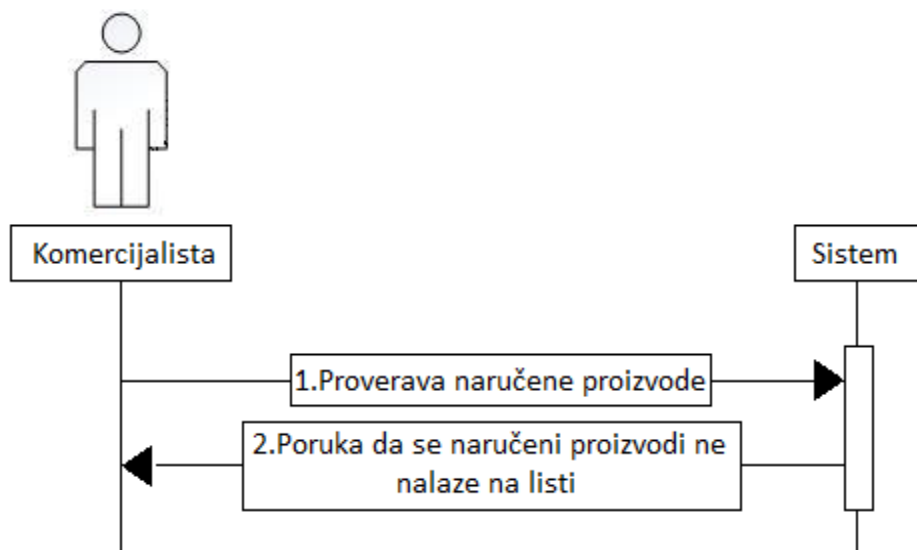 Komercijalista
Sistem
1.Proverava naručene proizvode
2.Poruka da se naručeni proizvodi ne
nalaze na listi